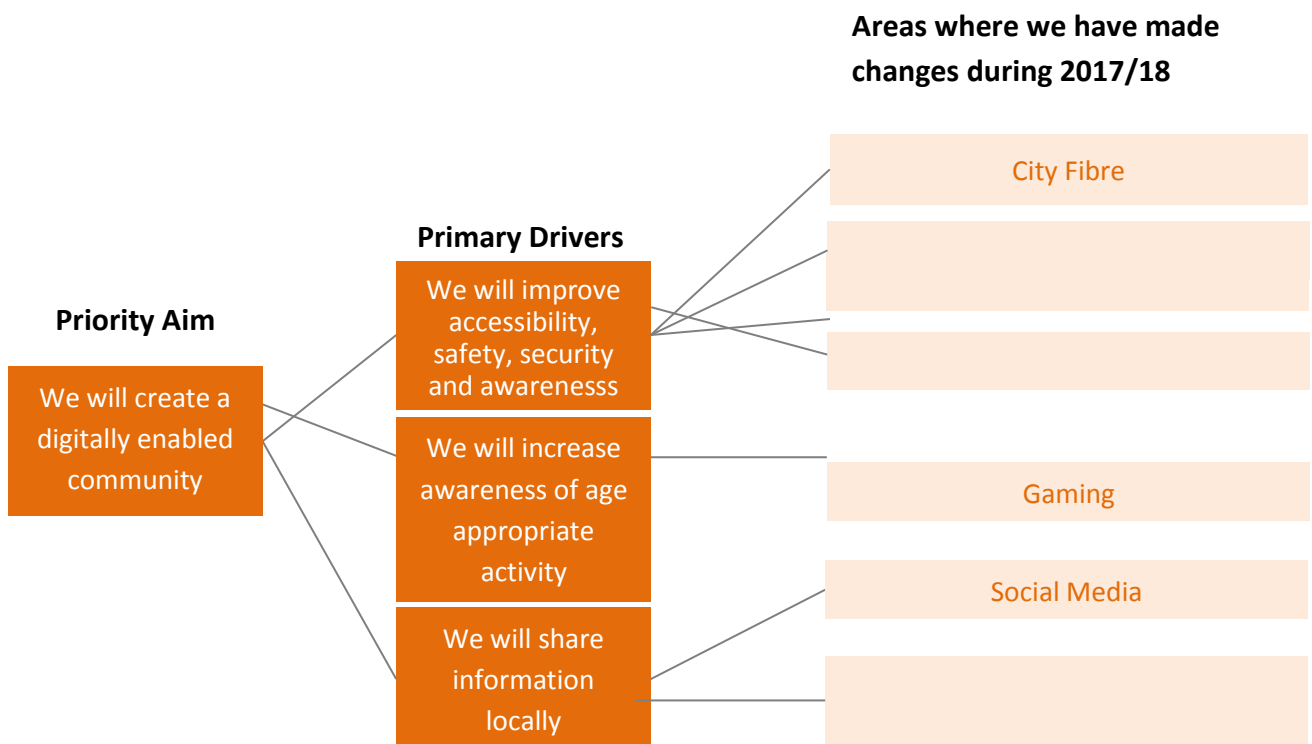 Areas where we have made
changes during 2017/18
City Fibre
Primary Drivers
We will improve
accessibility,
safety, security
and awarenesss
Priority Aim
We will create a
digitally enabled
community
We will increase
awareness of age
appropriate
activity
Gaming
Social Media
We will share
information
locally